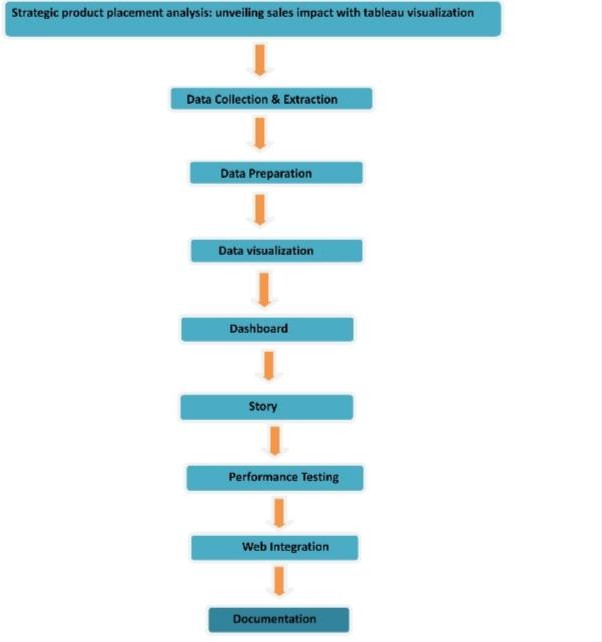 Strategic product placement analysis: unveiling sales impact with tableau visualization
Data Collection & Extraction
Data Preparation
Data visualization
Dashboard
Story
Performance Testing
Web Integration
Documentation